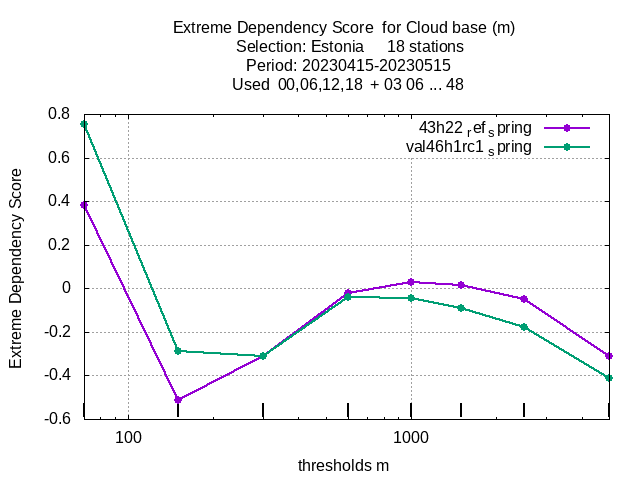 Extreme Dependency Score  for Cloud base (m)
Selection: Estonia     18 stations
Period: 20230415-20230515
Used  00,06,12,18  + 03 06 ... 48
43h22 ref spring
val46h1rc1 spring
Extreme Dependency Score
0.8
0.6
0.4
0.2
0
-0.2
-0.4
-0.6
100 1000
thresholds m